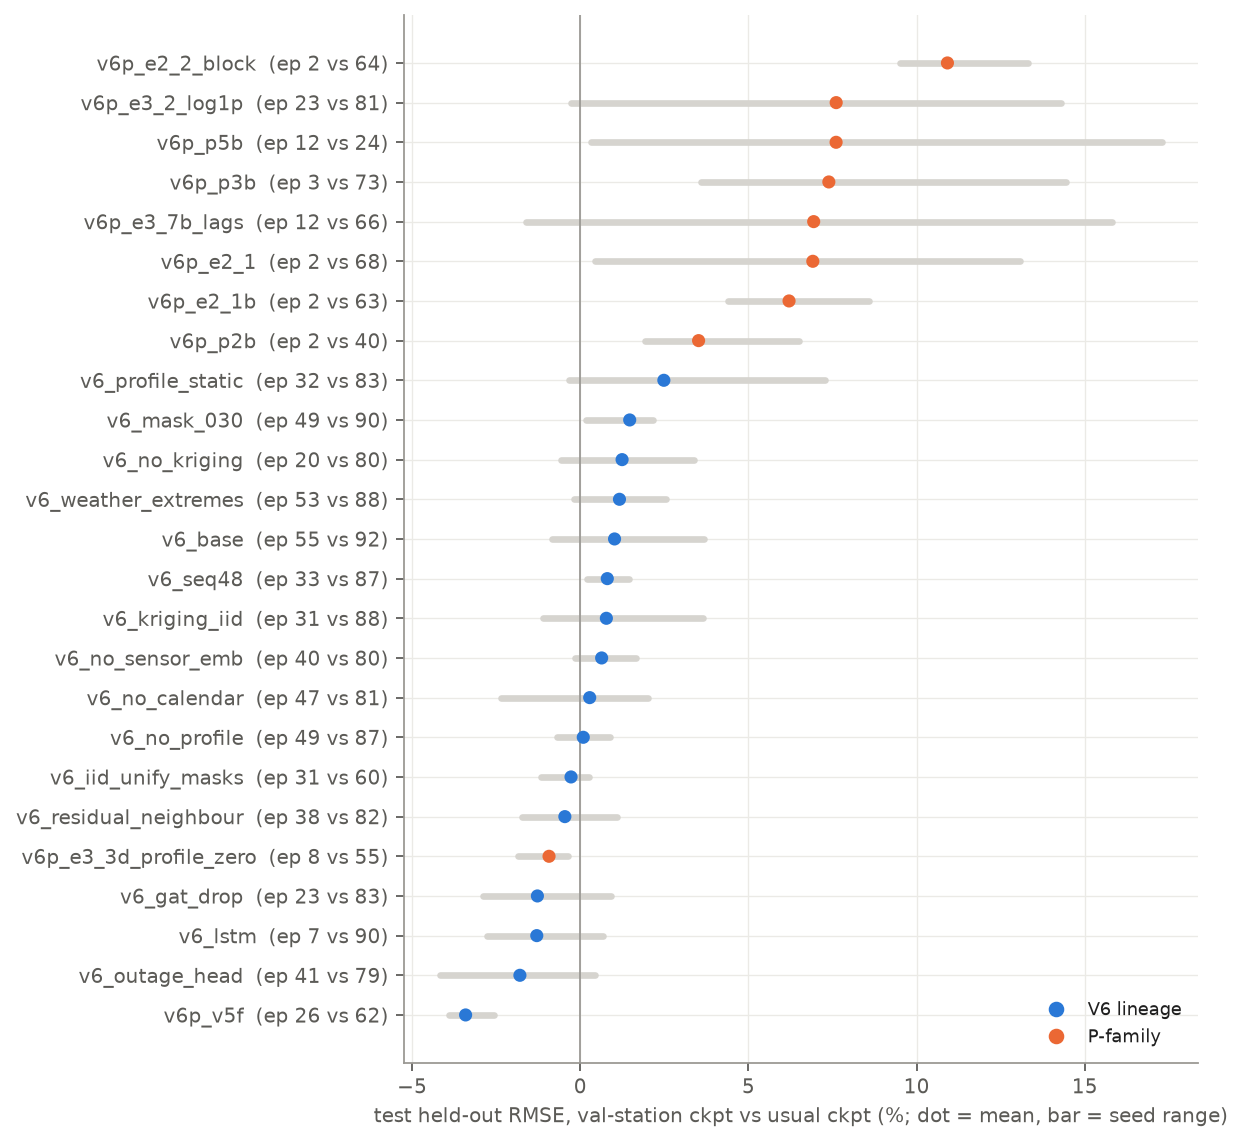 v6p_e2_2_block (ep 2 vs 64)
v6p_e3_2_log1p (ep 23 vs 81)
v6p_p5b (ep 12 vs 24)
v6p_p3b (ep 3 vs 73)
v6p_e3_7b_lags (ep 12 vs 66)
v6p_e2_1 (ep 2 vs 68)
v6p_e2_1b (ep 2 vs 63)
v6p_p2b (ep 2 vs 40)
v6_profile_static (ep 32 vs 83)
v6_mask_030 (ep 49 vs 90)
v6_no_kriging (ep 20 vs 80)
v6_weather_extremes (ep 53 vs 88)
v6_base (ep 55 vs 92)
v6_seq48 (ep 33 vs 87)
v6_kriging_iid (ep 31 vs 88)
v6_no_sensor_emb (ep 40 vs 80)
v6_no_calendar (ep 47 vs 81)
v6_no_profile (ep 49 vs 87)
v6_iid_unify_masks (ep 31 vs 60)
v6_residual_neighbour (ep 38 vs 82)
v6p_e3_3d_profile_zero (ep 8 vs 55)
v6_gat_drop (ep 23 vs 83)
v6_lstm (ep 7 vs 90)
v6_outage_head (ep 41 vs 79)
v6p_v5f (ep 26 vs 62)
V6 lineage
P-family
−5 0 5 10 15
test held-out RMSE, val-station ckpt vs usual ckpt (%; dot = mean, bar = seed range)